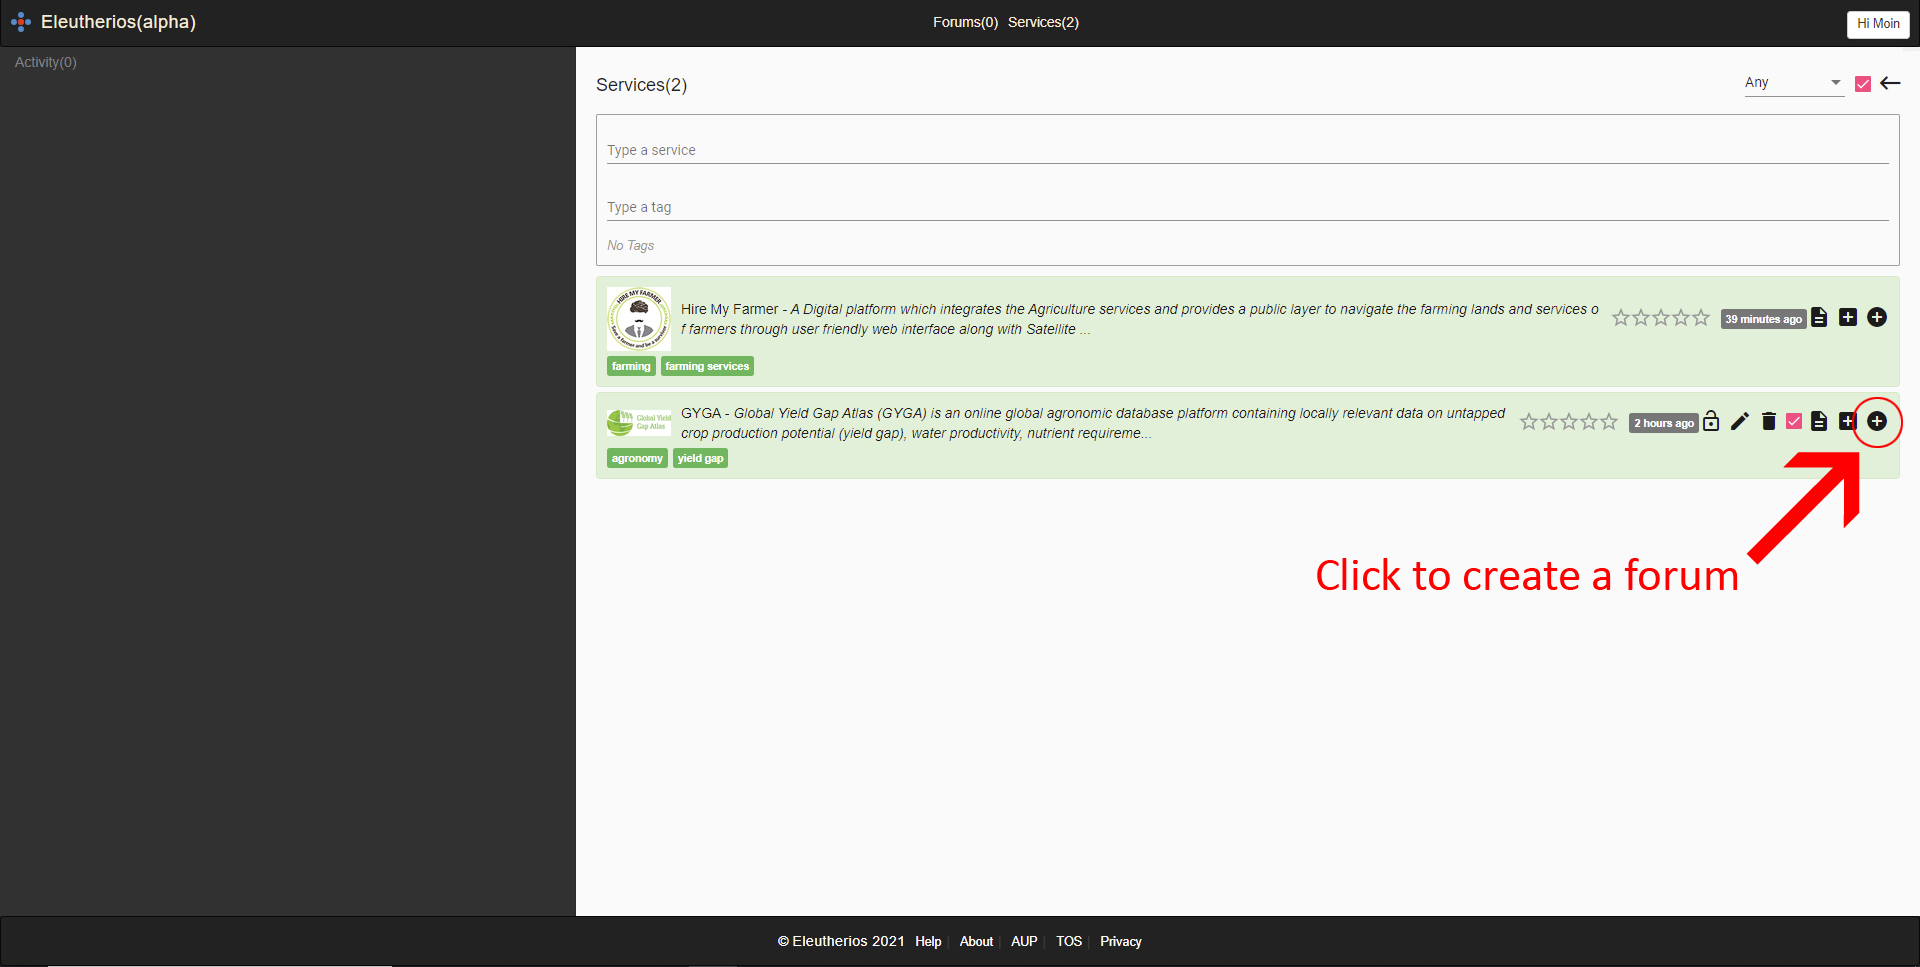 Eleutherios(alpha)
Forums(0) Services(2)
Hi Moin
Activity(0)
Services(2)
Any
Type a service
Type a tag
No Tags
HIRE MY FARMER
Hire My Farmer - A Digital platform which integrates the Agriculture services and provides a public layer to navigate the farming lands and services o
f farmers through user friendly web interface along with Satellite ...
39 minutes ago
farming farming services
Global Yield
Gap Atlas
GYGA - Global Yield Gap Atlas (GYGA) is an online global agronomic database platform containing locally relevant data on untapped
crop production potential (yield gap), water productivity, nutrient requireme...
2 hours ago
agronomy yield gap
Click to create a forum
© Eleutherios 2021 Help | About | AUP | TOS | Privacy